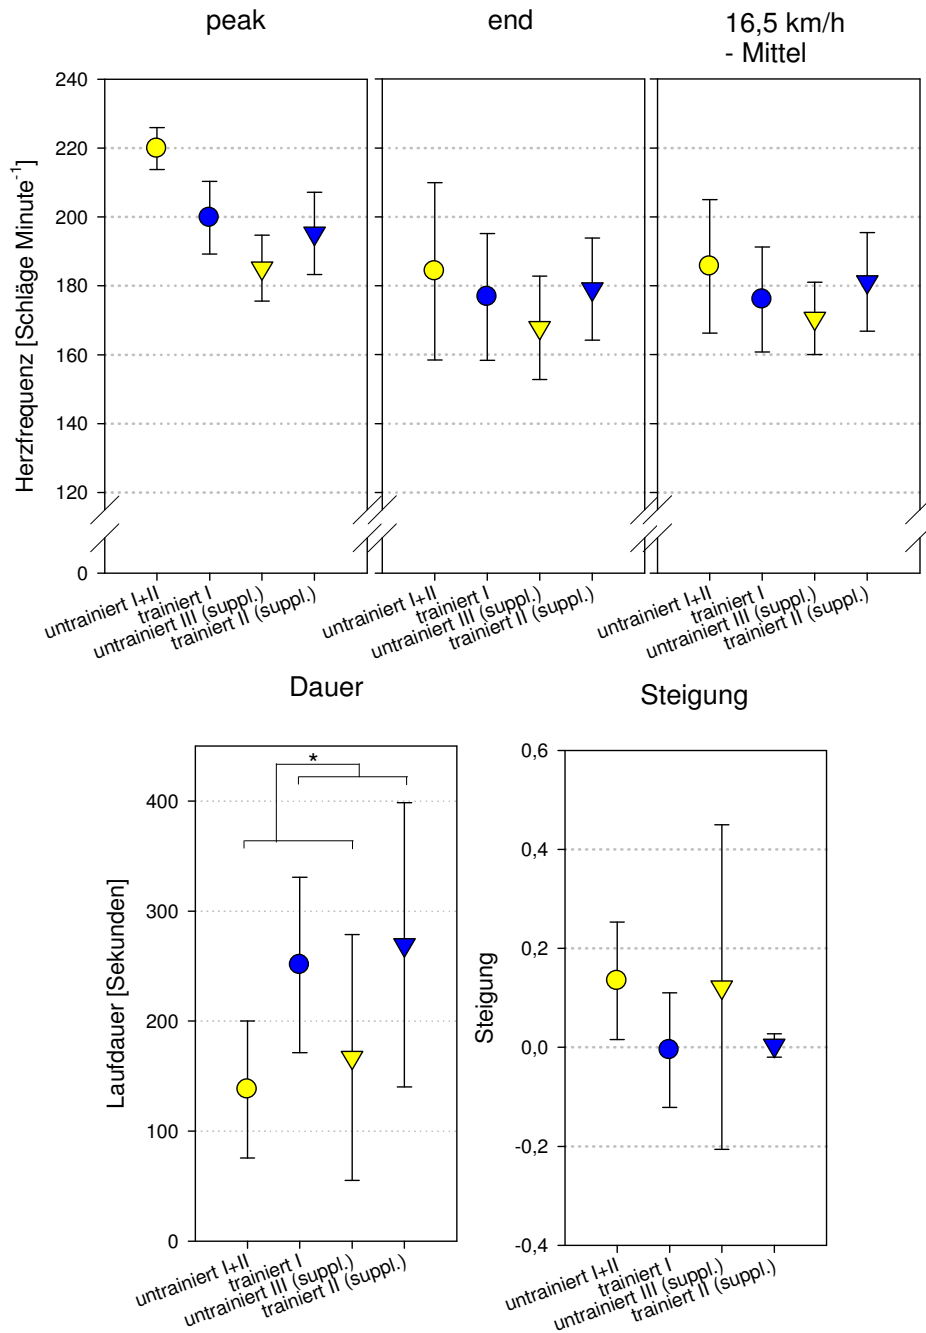 peak
end
16,5 km/h
- Mittel
Herzfrequenz [Schläge Minute⁻¹]
240
220
200
180
160
140
120
0
untrainiert I+II
trainiert I
untrainiert III (suppl.)
trainiert II (suppl.)
untrainiert I+II
trainiert I
untrainiert III (suppl.)
trainiert II (suppl.)
untrainiert I+II
trainiert I
untrainiert III (suppl.)
trainiert II (suppl.)
Dauer
Laufdauer [Sekunden]
400
300
200
100
0
*
untrainiert I+II
trainiert I
untrainiert III (suppl.)
trainiert II (suppl.)
Steigung
Steigung
0,6
0,4
0,2
0,0
-0,2
-0,4
untrainiert I+II
trainiert I
untrainiert III (suppl.)
trainiert II (suppl.)